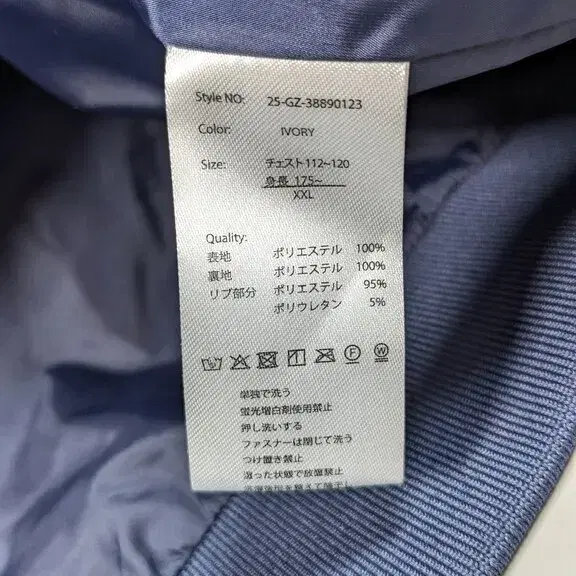 Style NO: 25-GZ-38890123
Color: IVORY
Size: チェスト112~120
身長 175~
XXL
Quality:
表地 ポリエステル 100%
裏地 ポリエステル 100%
リブ部分 ポリエステル 95%
ポリウレタン 5%
F W
単独で洗う
蛍光増白剤使用禁止
押し洗いする
ファスナーは閉じて洗う
つけ置き禁止
湿った状態で放置禁止